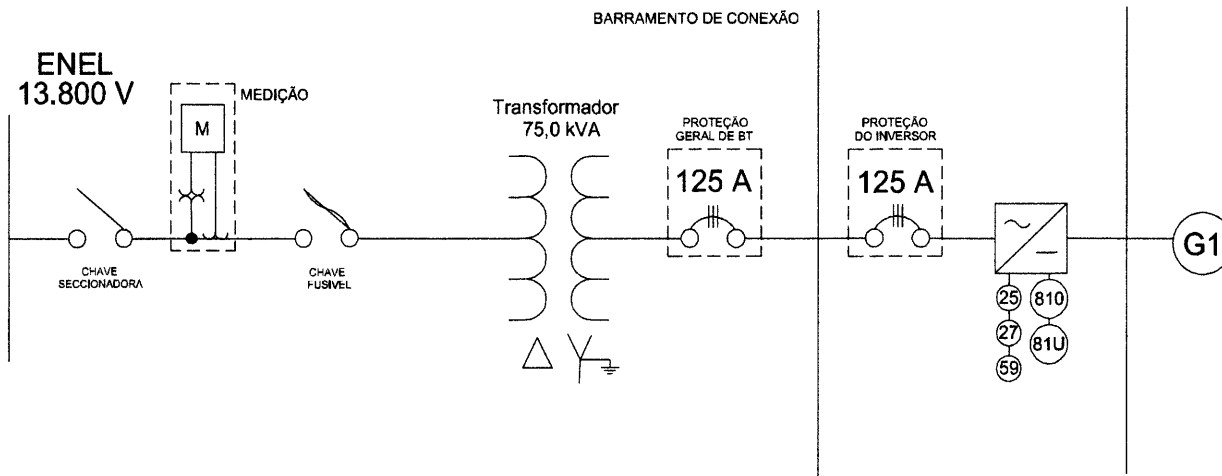 BARRAMENTO DE CONEXÃO
ENEL
13.800 V
MEDIÇÃO
M
Transformador
75,0 kVA
PROTEÇÃO
GERAL DE BT
125 A
PROTEÇÃO
DO INVERSOR
125 A
CHAVE
SECCIONADORA
CHAVE
FUSIVEL
G1
25
810
27
81U
59